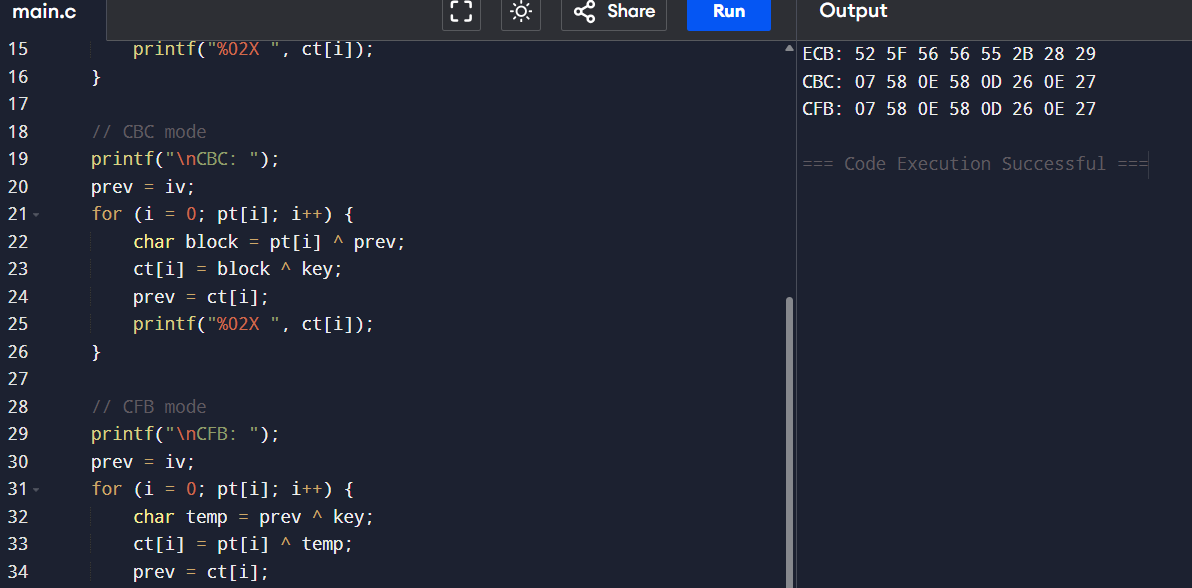 main.c
Share
Run
Output
15 printf("%02X ", ct[i]);
16 }
17
18 // CBC mode
19 printf("\nCBC: ");
20 prev = iv;
21 for (i = 0; pt[i]; i++) {
22 char block = pt[i] ^ prev;
23 ct[i] = block ^ key;
24 prev = ct[i];
25 printf("%02X ", ct[i]);
26 }
27
28 // CFB mode
29 printf("\nCFB: ");
30 prev = iv;
31 for (i = 0; pt[i]; i++) {
32 char temp = prev ^ key;
33 ct[i] = pt[i] ^ temp;
34 prev = ct[i];
ECB: 52 5F 56 56 55 2B 28 29
CBC: 07 58 0E 58 0D 26 0E 27
CFB: 07 58 0E 58 0D 26 0E 27
=== Code Execution Successful ===